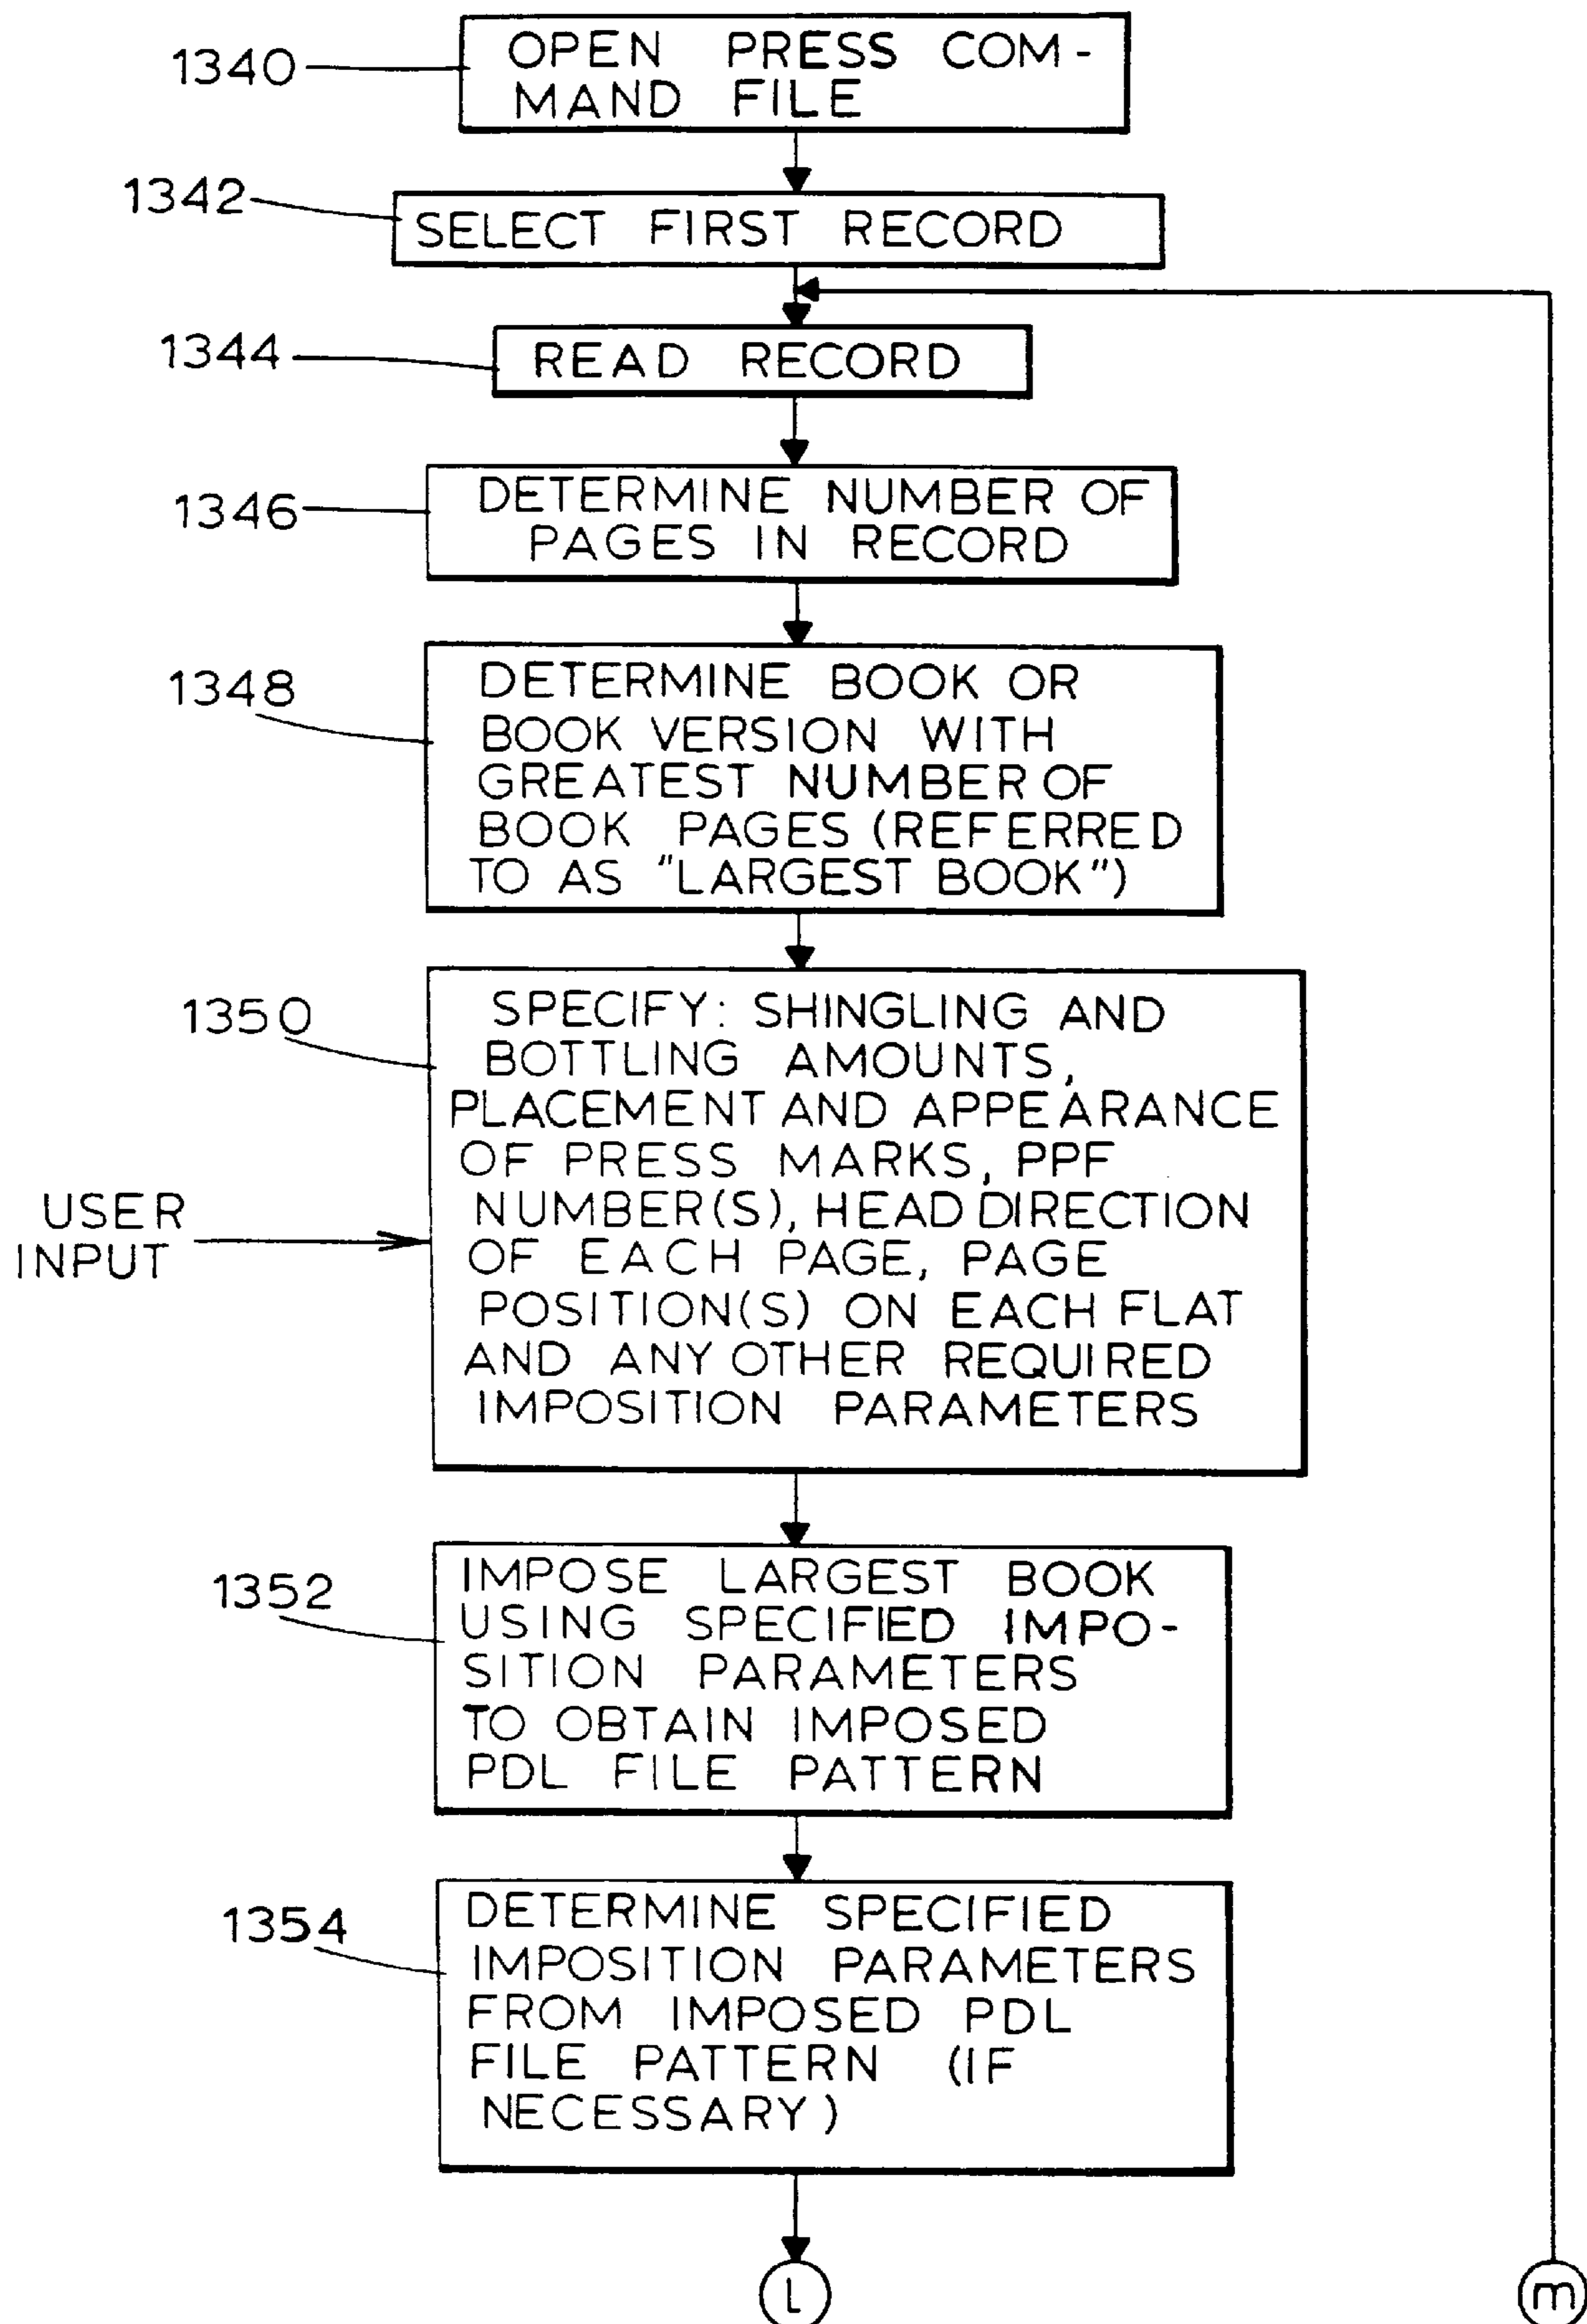 1340
OPEN PRESS COM-
MAND FILE
1342
SELECT FIRST RECORD
1344
READ RECORD
1346
DETERMINE NUMBER OF
PAGES IN RECORD
1348
DETERMINE BOOK OR
BOOK VERSION WITH
GREATEST NUMBER OF
BOOK PAGES (REFERRED
TO AS "LARGEST BOOK")
1350
SPECIFY: SHINGLING AND
BOTTLING AMOUNTS,
PLACEMENT AND APPEARANCE
OF PRESS MARKS, PPF
NUMBER(S), HEAD DIRECTION
OF EACH PAGE, PAGE
POSITION(S) ON EACH FLAT
AND ANY OTHER REQUIRED
IMPOSITION PARAMETERS
USER
INPUT
1352
IMPOSE LARGEST BOOK
USING SPECIFIED IMPO-
SITION PARAMETERS
TO OBTAIN IMPOSED
PDL FILE PATTERN
1354
DETERMINE SPECIFIED
IMPOSITION PARAMETERS
FROM IMPOSED PDL
FILE PATTERN (IF
NECESSARY)
l
m